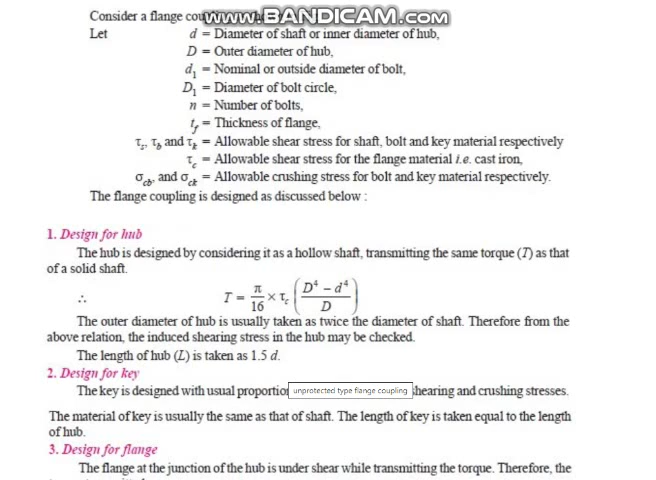 Consider a flange cou
WWW.BANDICAM.COM
Let d = Diameter of shaft or inner diameter of hub,
D = Outer diameter of hub,
d₁ = Nominal or outside diameter of bolt,
D₁ = Diameter of bolt circle,
n = Number of bolts,
t_f = Thickness of flange,
τ_s, τ_b and τ_k = Allowable shear stress for shaft, bolt and key material respectively
τ_c = Allowable shear stress for the flange material i.e. cast iron,
σ_cb, and σ_ck = Allowable crushing stress for bolt and key material respectively.
The flange coupling is designed as discussed below :
1. Design for hub
The hub is designed by considering it as a hollow shaft, transmitting the same torque (T) as that
of a solid shaft.
∴ T = π/16 × τ_c ( (D⁴ – d⁴) / D )
The outer diameter of hub is usually taken as twice the diameter of shaft. Therefore from the
above relation, the induced shearing stress in the hub may be checked.
The length of hub (L) is taken as 1.5 d.
2. Design for key
The key is designed with usual proportio unprotected type flange coupling shearing and crushing stresses.
The material of key is usually the same as that of shaft. The length of key is taken equal to the length
of hub.
3. Design for flange
The flange at the junction of the hub is under shear while transmitting the torque. Therefore, the